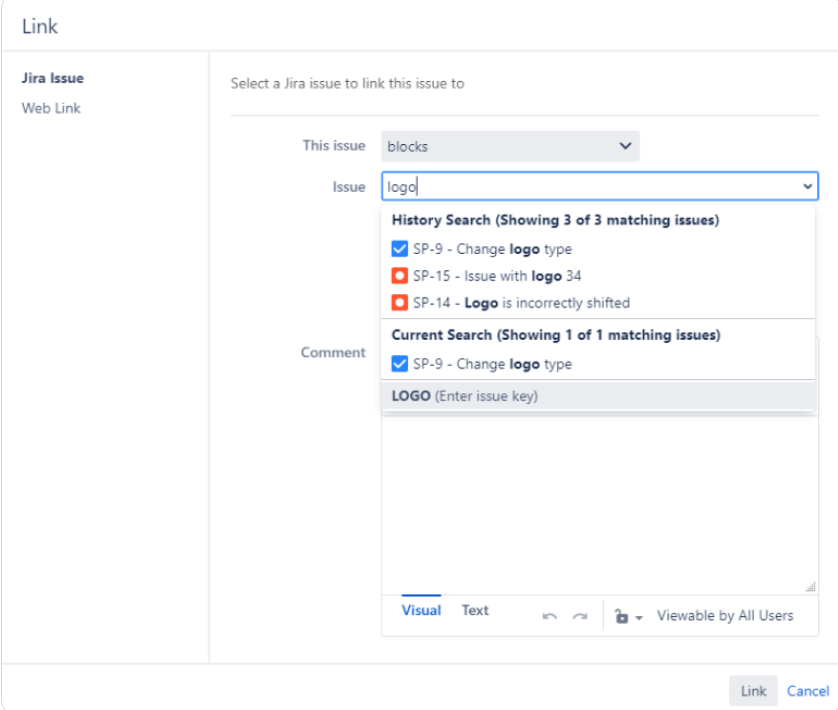 Link
Jira Issue
Web Link
Select a Jira issue to link this issue to
This issue blocks
Issue logo
History Search (Showing 3 of 3 matching issues)
SP-9 - Change logo type
SP-15 - Issue with logo 34
SP-14 - Logo is incorrectly shifted
Current Search (Showing 1 of 1 matching issues)
Comment
SP-9 - Change logo type
LOGO (Enter issue key)
Visual Text Viewable by All Users
Link Cancel